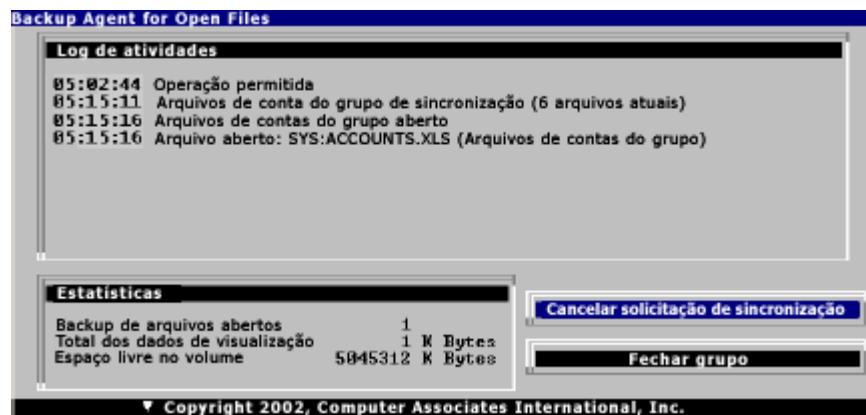 Backup Agent for Open Files
Log de atividades
05:02:44 Operação permitida
05:15:11 Arquivos de conta do grupo de sincronização (6 arquivos atuais)
05:15:16 Arquivos de contas do grupo aberto
05:15:16 Arquivo aberto: SYS:ACCOUNTS.XLS (Arquivos de contas do grupo)
Estatísticas
Backup de arquivos abertos 1
Total dos dados de visualização 1 K Bytes
Espaço livre no volume 5045312 K Bytes
Cancelar solicitação de sincronização
Fechar grupo
▼ Copyright 2002, Computer Associates International, Inc.